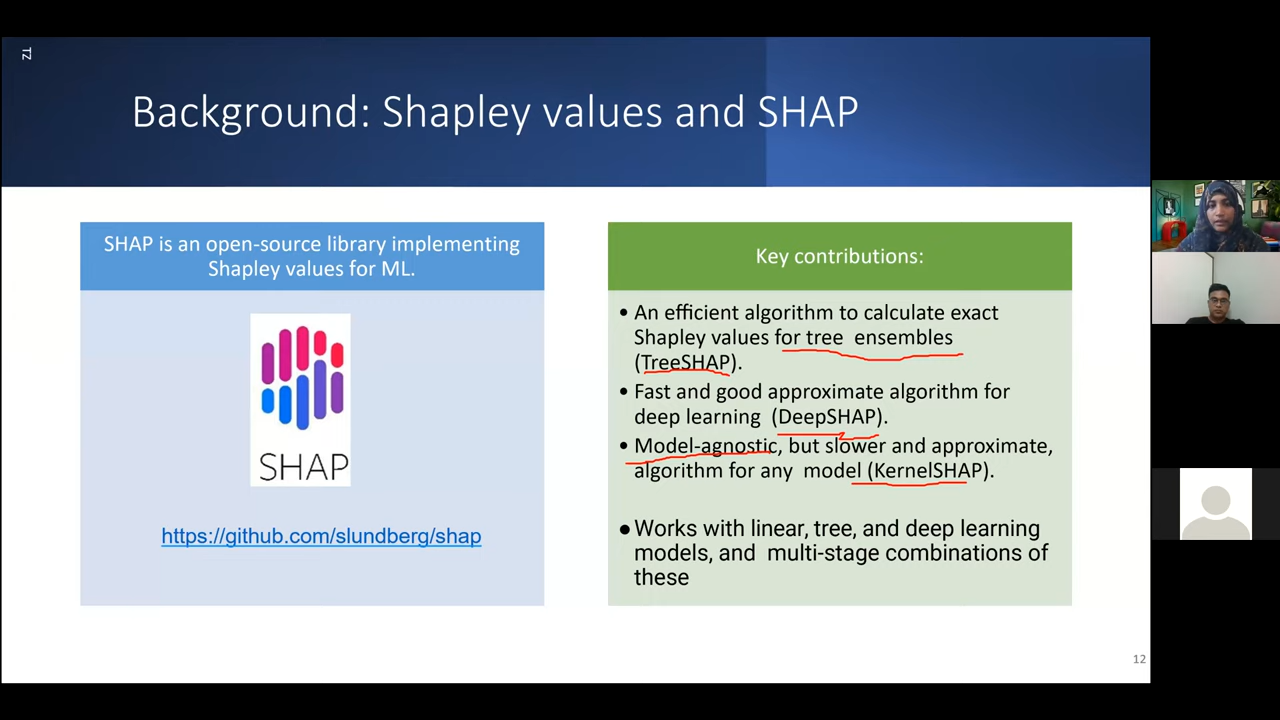 TZ
Background: Shapley values and SHAP
SHAP is an open-source library implementing
Shapley values for ML.
SHAP
https://github.com/slundberg/shap
Key contributions:
• An efficient algorithm to calculate exact
Shapley values for tree ensembles
(TreeSHAP).
• Fast and good approximate algorithm for
deep learning (DeepSHAP).
• Model-agnostic, but slower and approximate,
algorithm for any model (KernelSHAP).
● Works with linear, tree, and deep learning
models, and multi-stage combinations of
these
12